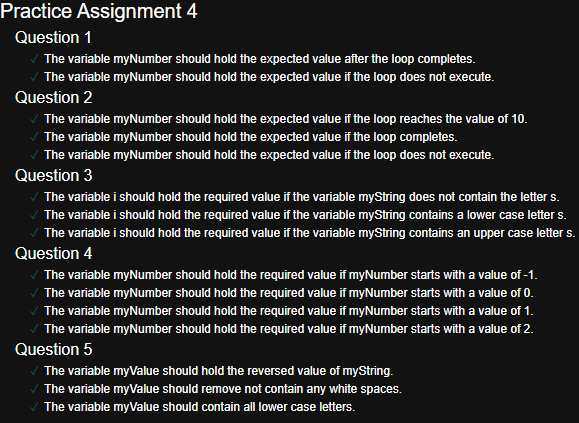 Practice Assignment 4
Question 1
✓ The variable myNumber should hold the expected value after the loop completes.
✓ The variable myNumber should hold the expected value if the loop does not execute.
Question 2
✓ The variable myNumber should hold the expected value if the loop reaches the value of 10.
✓ The variable myNumber should hold the expected value if the loop completes.
✓ The variable myNumber should hold the expected value if the loop does not execute.
Question 3
✓ The variable i should hold the required value if the variable myString does not contain the letter s.
✓ The variable i should hold the required value if the variable myString contains a lower case letter s.
✓ The variable i should hold the required value if the variable myString contains an upper case letter s.
Question 4
✓ The variable myNumber should hold the required value if myNumber starts with a value of -1.
✓ The variable myNumber should hold the required value if myNumber starts with a value of 0.
✓ The variable myNumber should hold the required value if myNumber starts with a value of 1.
✓ The variable myNumber should hold the required value if myNumber starts with a value of 2.
Question 5
✓ The variable myValue should hold the reversed value of myString.
✓ The variable myValue should remove not contain any white spaces.
✓ The variable myValue should contain all lower case letters.